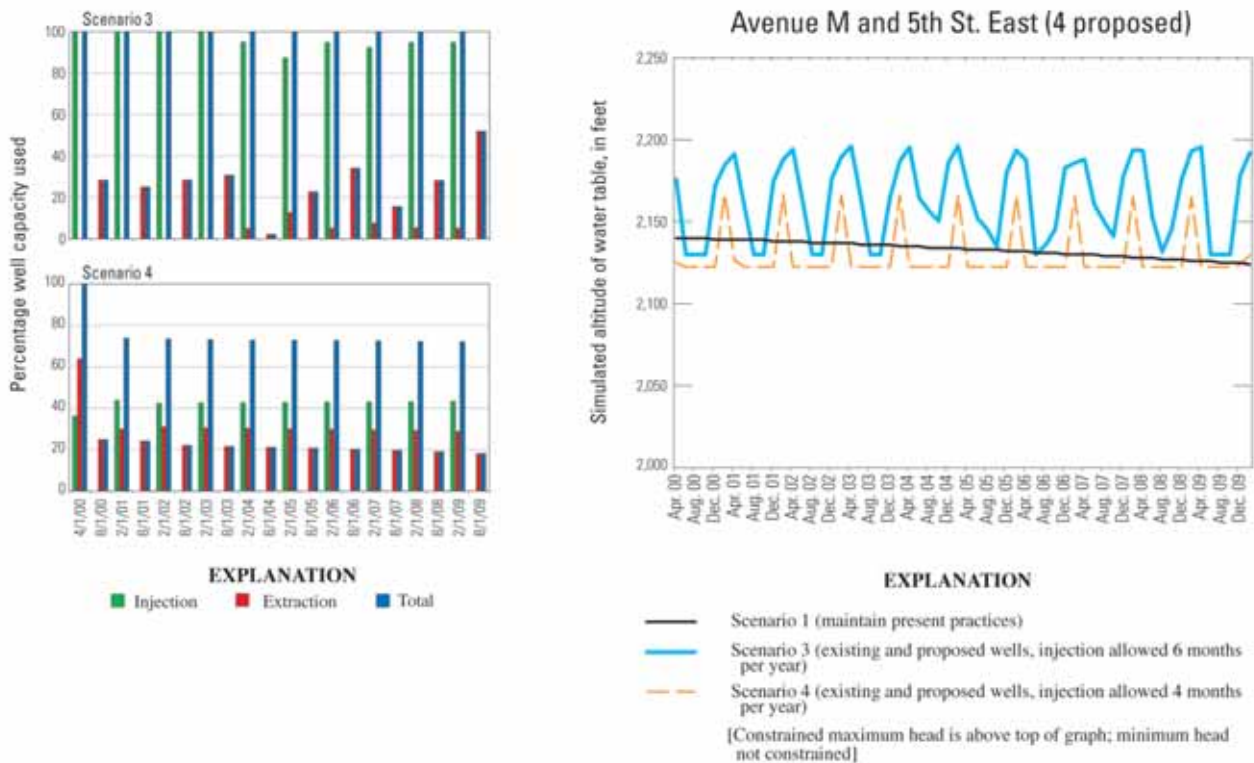 Scenario 3
100
80
60
40
20
0
Percentage well capacity used
Scenario 4
100
80
60
40
20
0
4/1/00
8/1/00
2/1/01
8/1/01
2/1/02
8/1/02
2/1/03
8/1/03
2/1/04
8/1/04
2/1/05
8/1/05
2/1/06
8/1/06
2/1/07
8/1/07
2/1/08
8/1/08
2/1/09
8/1/09
EXPLANATION
Injection
Extraction
Total
Avenue M and 5th St. East (4 proposed)
2,250
2,200
2,150
2,100
2,050
2,000
Simulated altitude of water table, in feet
Apr. 00
Aug. 00
Dec. 00
Apr. 01
Aug. 01
Dec. 01
Apr. 02
Aug. 02
Dec. 02
Apr. 03
Aug. 03
Dec. 03
Apr. 04
Aug. 04
Dec. 04
Apr. 05
Aug. 05
Dec. 05
Apr. 06
Aug. 06
Dec. 06
Apr. 07
Aug. 07
Dec. 07
Apr. 08
Aug. 08
Dec. 08
Apr. 09
Aug. 09
Dec. 09
EXPLANATION
Scenario 1 (maintain present practices)
Scenario 3 (existing and proposed wells, injection allowed 6 months
per year)
Scenario 4 (existing and proposed wells, injection allowed 4 months
per year)
[Constrained maximum head is above top of graph; minimum head
not constrained]